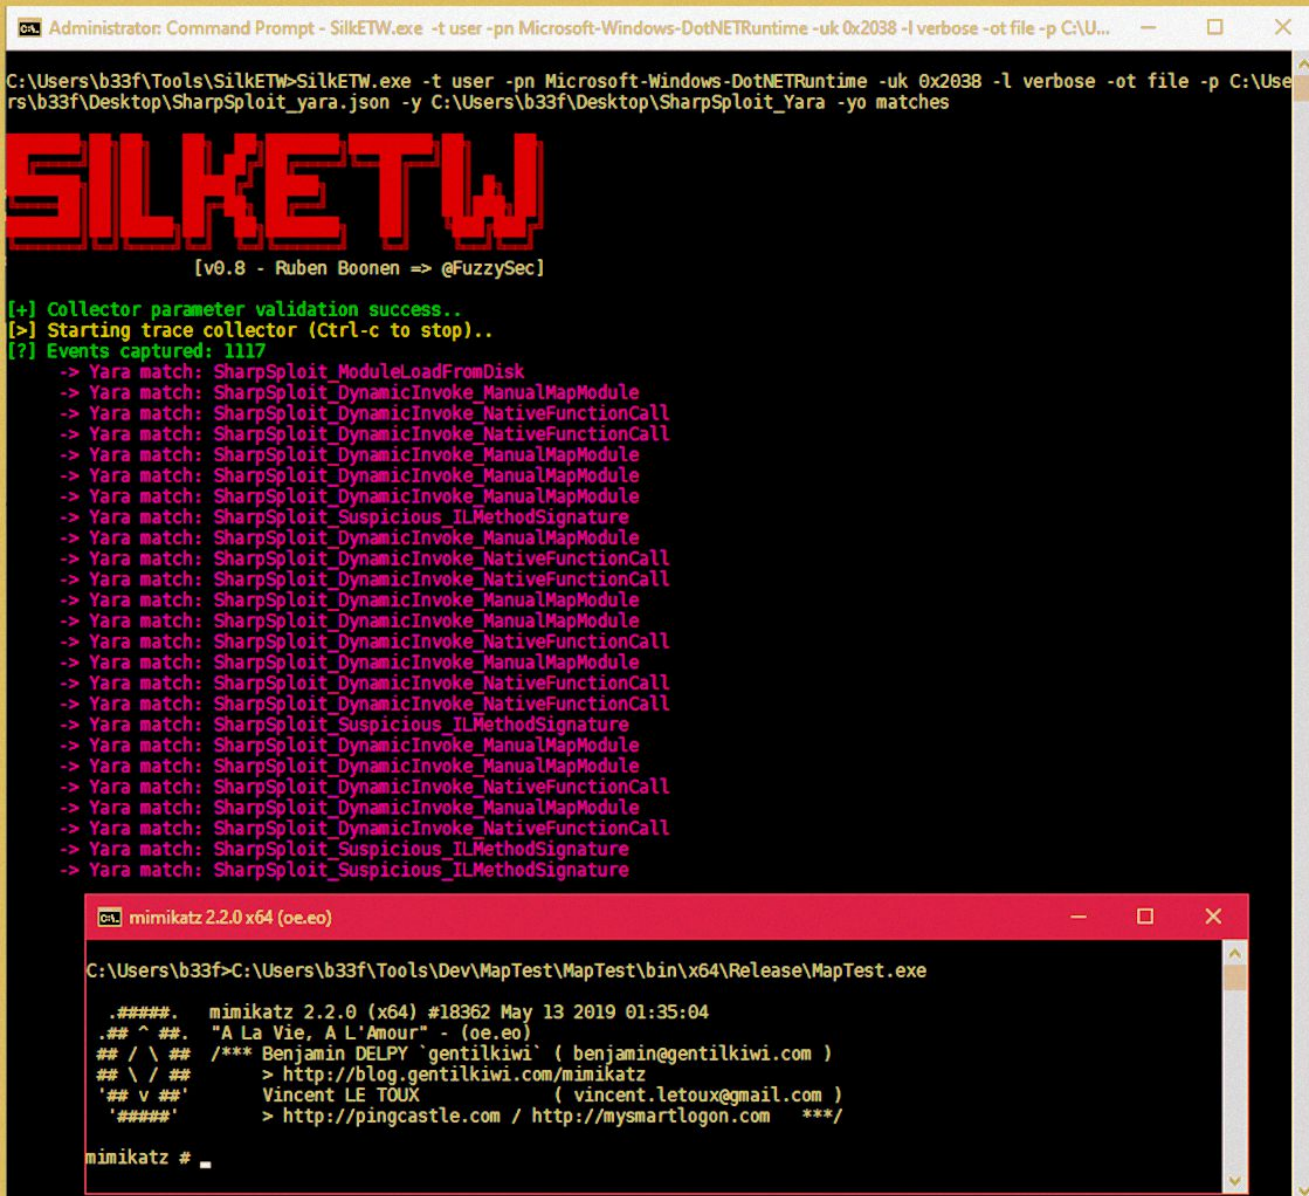 Administrator: Command Prompt - SilkETW.exe -t user -pn Microsoft-Windows-DotNETRuntime -uk 0x2038 -l verbose -ot file -p C:\U...
C:\Users\b33f\Tools\SilkETW>SilkETW.exe -t user -pn Microsoft-Windows-DotNETRuntime -uk 0x2038 -l verbose -ot file -p C:\Use
rs\b33f\Desktop\SharpSploit_yara.json -y C:\Users\b33f\Desktop\SharpSploit_Yara -yo matches
SILKETW
[v0.8 - Ruben Boonen => @FuzzySec]
[+] Collector parameter validation success..
[>] Starting trace collector (Ctrl-c to stop)..
[?] Events captured: 1117
-> Yara match: SharpSploit_ModuleLoadFromDisk
-> Yara match: SharpSploit_DynamicInvoke_ManualMapModule
-> Yara match: SharpSploit_DynamicInvoke_NativeFunctionCall
-> Yara match: SharpSploit_DynamicInvoke_NativeFunctionCall
-> Yara match: SharpSploit_DynamicInvoke_ManualMapModule
-> Yara match: SharpSploit_DynamicInvoke_ManualMapModule
-> Yara match: SharpSploit_DynamicInvoke_ManualMapModule
-> Yara match: SharpSploit_Suspicious_ILMethodSignature
-> Yara match: SharpSploit_DynamicInvoke_ManualMapModule
-> Yara match: SharpSploit_DynamicInvoke_NativeFunctionCall
-> Yara match: SharpSploit_DynamicInvoke_NativeFunctionCall
-> Yara match: SharpSploit_DynamicInvoke_ManualMapModule
-> Yara match: SharpSploit_DynamicInvoke_ManualMapModule
-> Yara match: SharpSploit_DynamicInvoke_NativeFunctionCall
-> Yara match: SharpSploit_DynamicInvoke_ManualMapModule
-> Yara match: SharpSploit_DynamicInvoke_NativeFunctionCall
-> Yara match: SharpSploit_DynamicInvoke_NativeFunctionCall
-> Yara match: SharpSploit_Suspicious_ILMethodSignature
-> Yara match: SharpSploit_DynamicInvoke_ManualMapModule
-> Yara match: SharpSploit_DynamicInvoke_ManualMapModule
-> Yara match: SharpSploit_DynamicInvoke_NativeFunctionCall
-> Yara match: SharpSploit_DynamicInvoke_ManualMapModule
-> Yara match: SharpSploit_DynamicInvoke_NativeFunctionCall
-> Yara match: SharpSploit_Suspicious_ILMethodSignature
-> Yara match: SharpSploit_Suspicious_ILMethodSignature
mimikatz 2.2.0 x64 (oe.eo)
C:\Users\b33f>C:\Users\b33f\Tools\Dev\MapTest\MapTest\bin\x64\Release\MapTest.exe
.#####.   mimikatz 2.2.0 (x64) #18362 May 13 2019 01:35:04
.## ^ ##.  "A La Vie, A L'Amour" - (oe.eo)
## / \ ##  /*** Benjamin DELPY `gentilkiwi` ( benjamin@gentilkiwi.com )
## \ / ##       > http://blog.gentilkiwi.com/mimikatz
'## v ##'       Vincent LE TOUX             ( vincent.letoux@gmail.com )
'#####'        > http://pingcastle.com / http://mysmartlogon.com   ***/
mimikatz # _